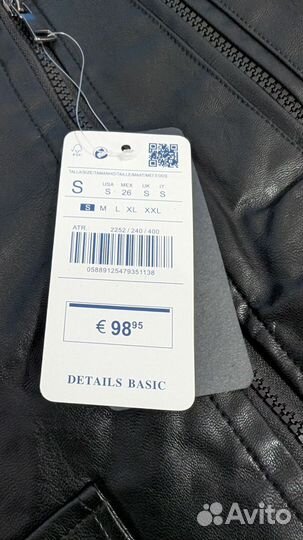 TALLA/SIZE/TAMANHO/TAILLE/MAAT/ΜΕΓΕΘΟΣ
USA MEX UK IT
S S 26 S S
S M L XL XXL
ATR. 2252 / 240 / 400
05889125479351138
€ 98.95
DETAILS BASIC
Avito